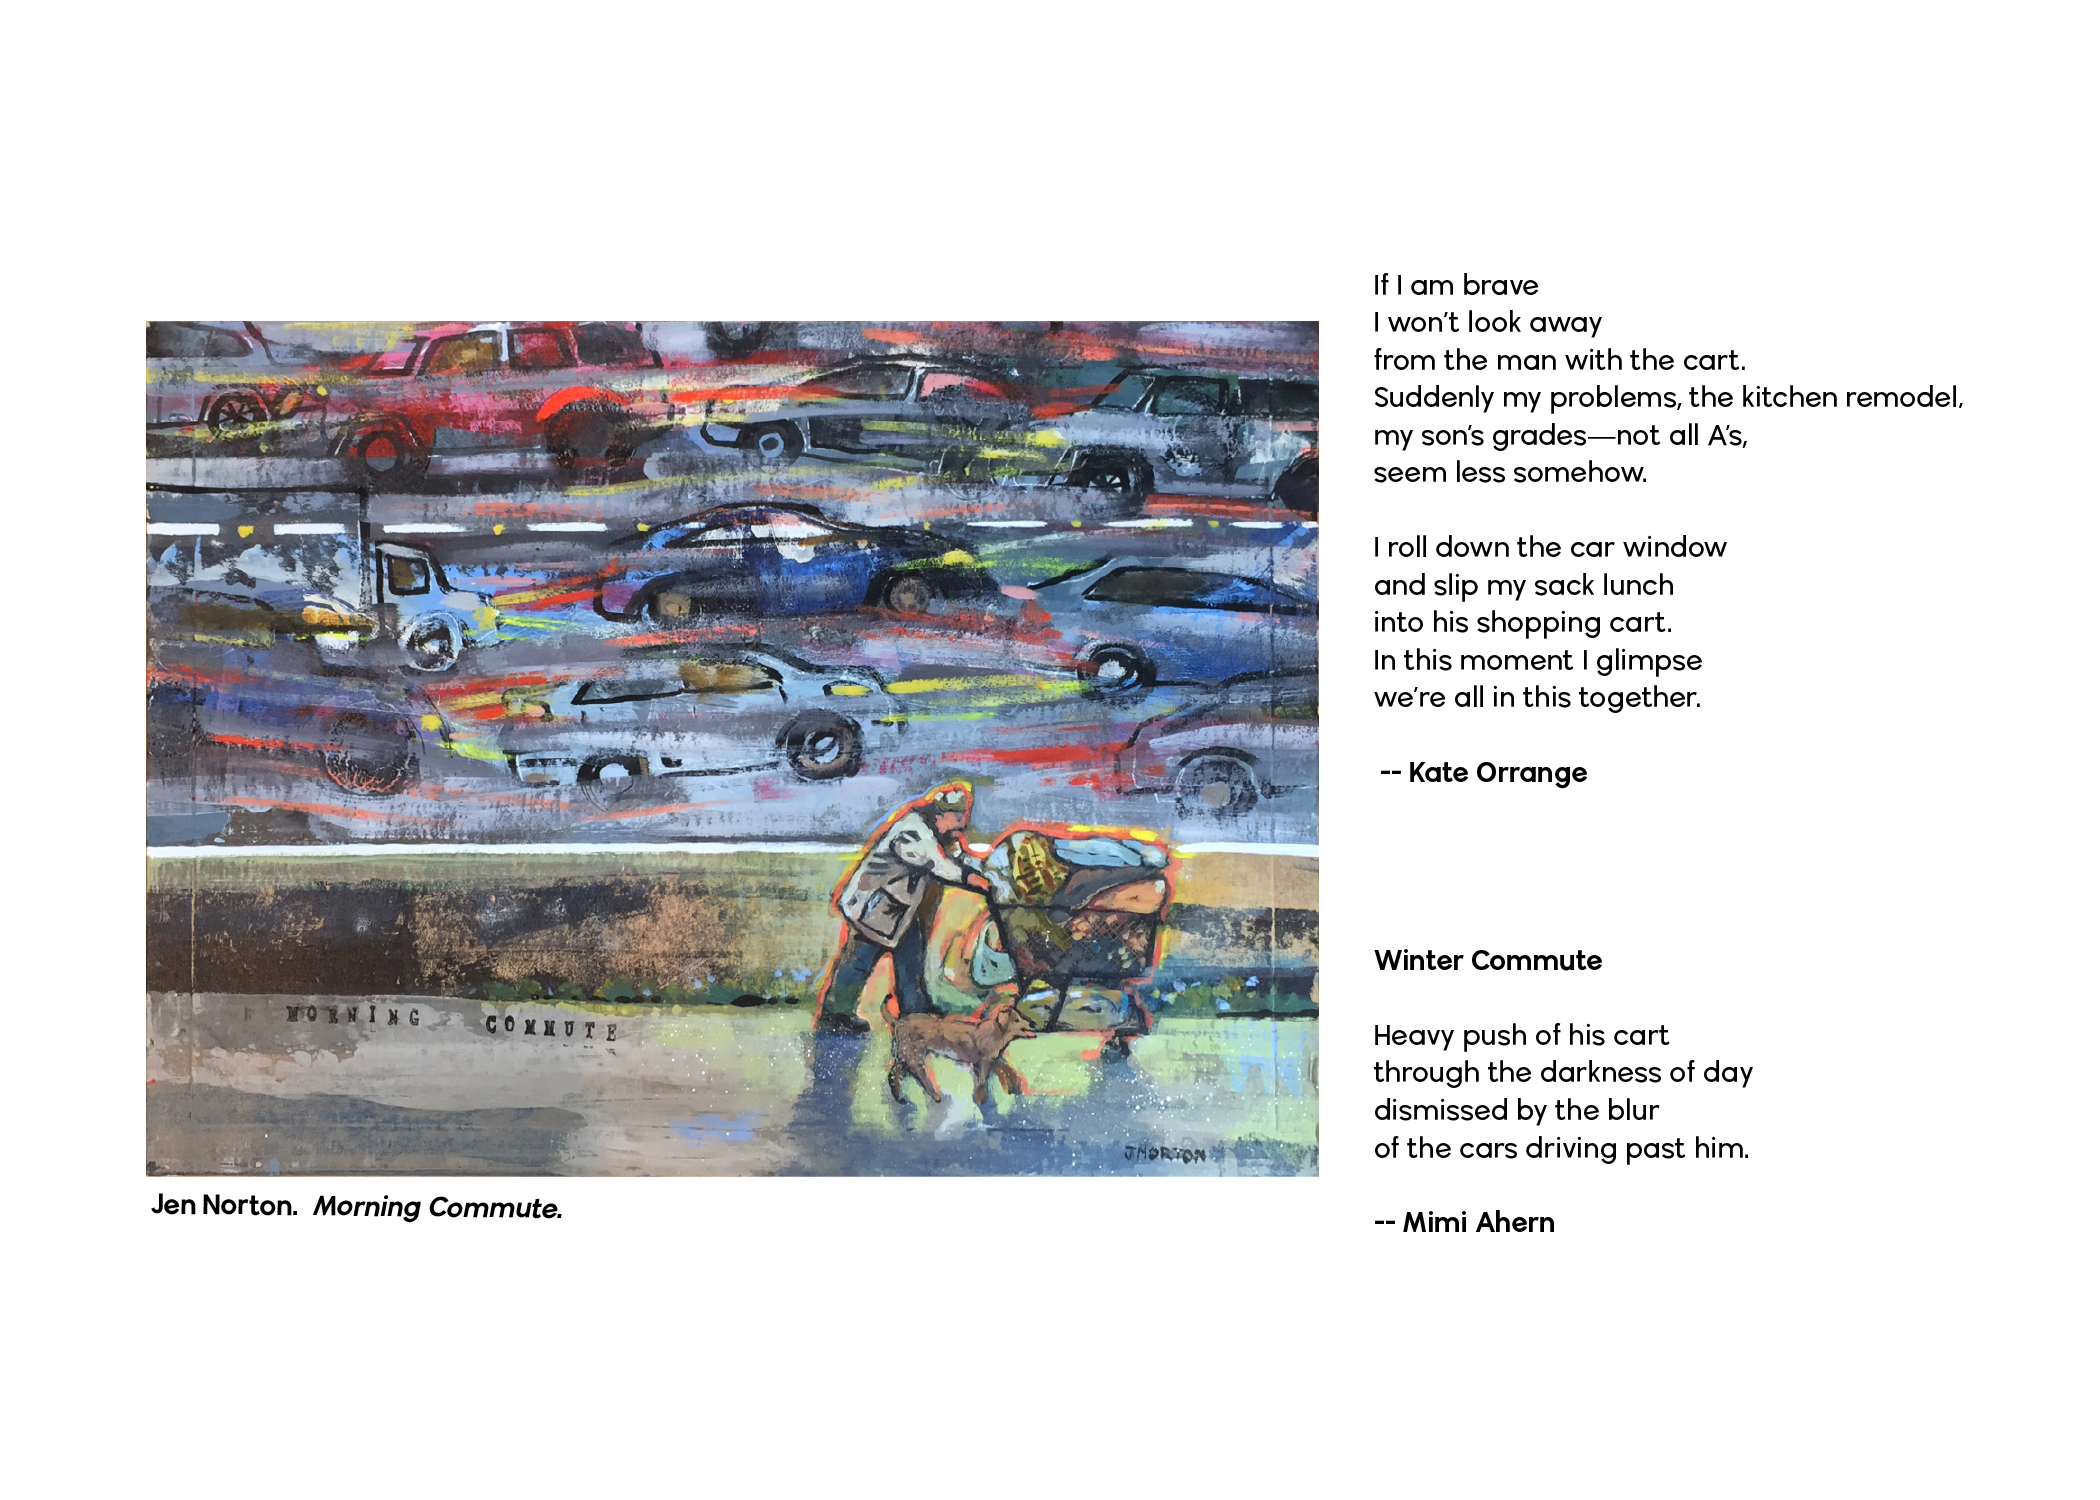 MORNING COMMUTE
JNORTON
Jen Norton. Morning Commute.
If I am brave
I won't look away
from the man with the cart.
Suddenly my problems, the kitchen remodel,
my son's grades—not all A's,
seem less somehow.
I roll down the car window
and slip my sack lunch
into his shopping cart.
In this moment I glimpse
we're all in this together.
-- Kate Orrange
Winter Commute
Heavy push of his cart
through the darkness of day
dismissed by the blur
of the cars driving past him.
-- Mimi Ahern